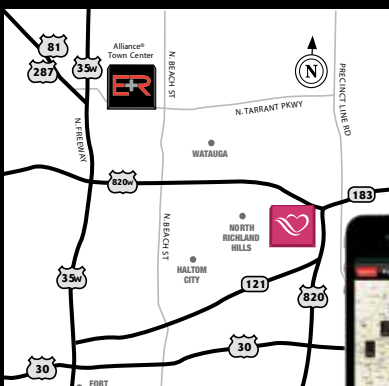 81
287
35W
Alliance®
Town Center
E+R
N. BEACH ST
N
PRECINCT LINE RD
N. TARRANT PKWY
N. FREEWAY
WATAUGA
820W
183
N. BEACH ST
NORTH
RICHLAND
HILLS
HALTOM
CITY
35W
121
820
30
30
FORT